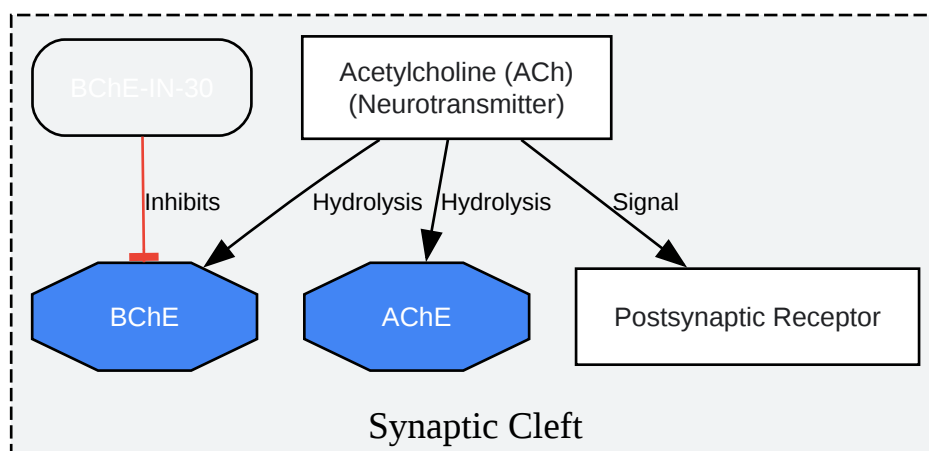 BChE-IN-30
Acetylcholine (ACh)
(Neurotransmitter)
Inhibits
Hydrolysis
Hydrolysis
Signal
BChE
AChE
Postsynaptic Receptor
Synaptic Cleft